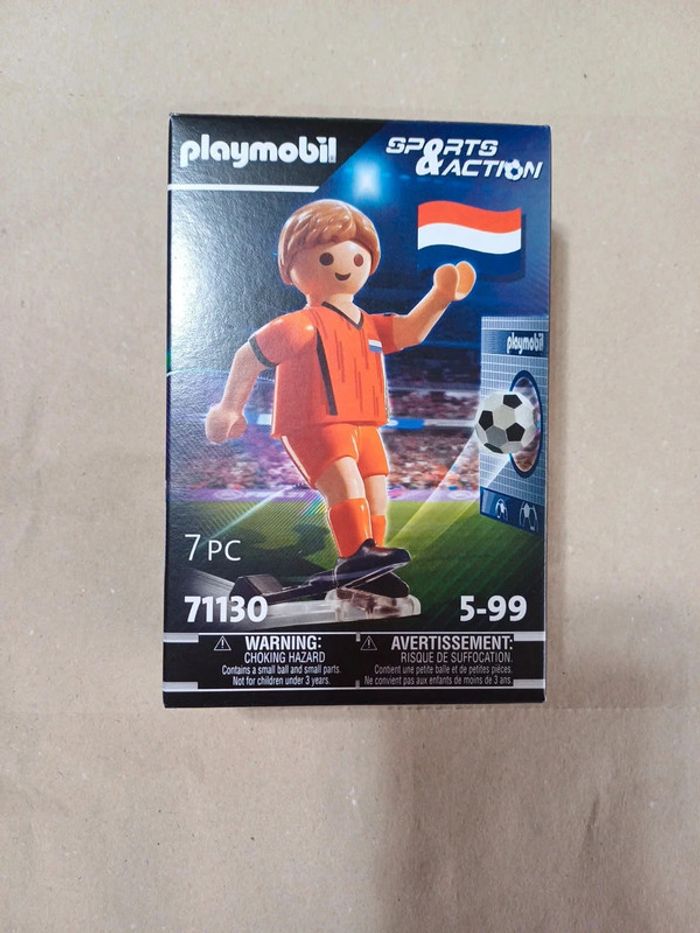 playmobil
SPORTS
&ACTION
playmobil
7 PC
71130
5-99
WARNING:
CHOKING HAZARD
Contains a small ball and small parts.
Not for children under 3 years.
AVERTISSEMENT:
RISQUE DE SUFFOCATION.
Contient une petite balle et de petites pièces.
Ne convient pas aux enfants de moins de 3 ans